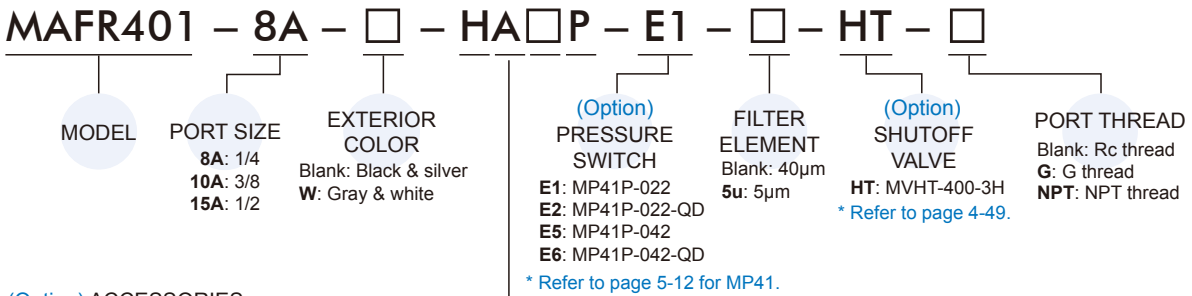 MAFR401 – 8A – □ – HA□P – E1 – □ – HT – □
MODEL
PORT SIZE
8A: 1/4
10A: 3/8
15A: 1/2
EXTERIOR
COLOR
Blank: Black & silver
W: Gray & white
(Option)
PRESSURE
SWITCH
E1: MP41P-022
E2: MP41P-022-QD
E5: MP41P-042
E6: MP41P-042-QD
* Refer to page 5-12 for MP41.
FILTER
ELEMENT
Blank: 40µm
5u: 5µm
(Option)
SHUTOFF
VALVE
HT: MVHT-400-3H
* Refer to page 4-49.
PORT THREAD
Blank: Rc thread
G: G thread
NPT: NPT thread
(Option) ACCESSORIES